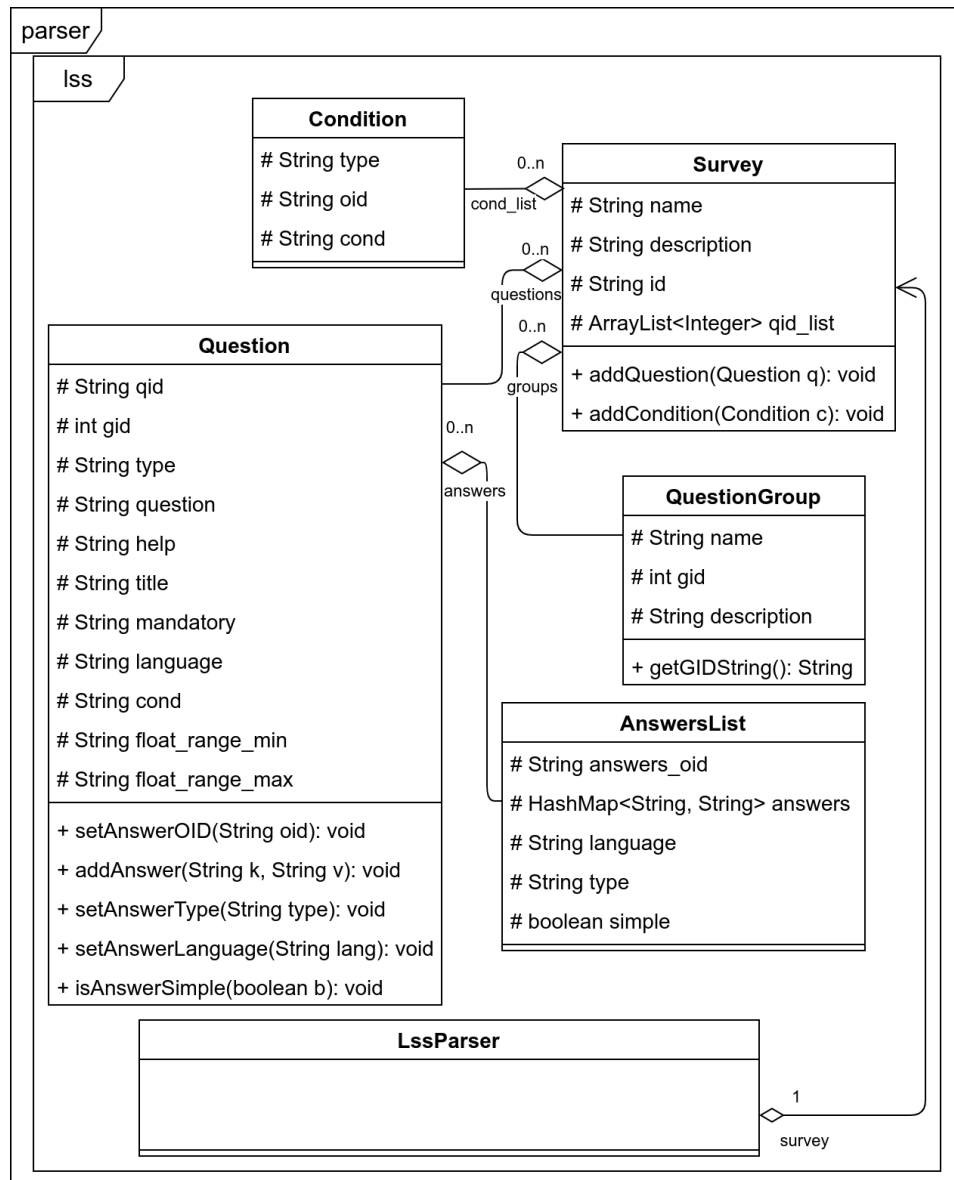 parser
lss
Condition
# String type
# String oid
# String cond
0..n
cond_list
Survey
# String name
# String description
# String id
# ArrayList<Integer> qid_list
+ addQuestion(Question q): void
+ addCondition(Condition c): void
0..n
questions
0..n
groups
Question
# String qid
# int gid
# String type
# String question
# String help
# String title
# String mandatory
# String language
# String cond
# String float_range_min
# String float_range_max
+ setAnswerOID(String oid): void
+ addAnswer(String k, String v): void
+ setAnswerType(String type): void
+ setAnswerLanguage(String lang): void
+ isAnswerSimple(boolean b): void
0..n
answers
QuestionGroup
# String name
# int gid
# String description
+ getGIDString(): String
AnswersList
# String answers_oid
# HashMap<String, String> answers
# String language
# String type
# boolean simple
LssParser
1
survey